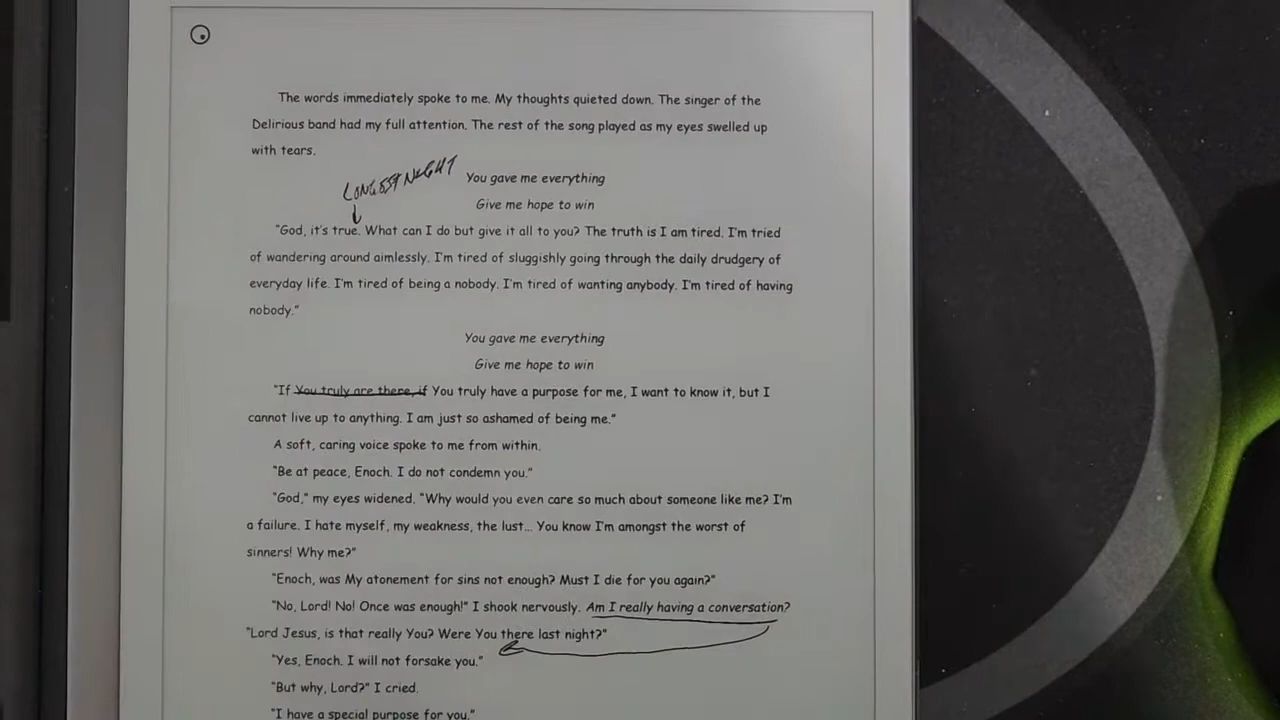 The words immediately spoke to me. My thoughts quieted down. The singer of the
Delirious band had my full attention. The rest of the song played as my eyes swelled up
with tears.
LONGEST NIGHT
You gave me everything
Give me hope to win
"God, it's true. What can I do but give it all to you? The truth is I am tired. I'm tried
of wandering around aimlessly. I'm tired of sluggishly going through the daily drudgery of
everyday life. I'm tired of being a nobody. I'm tired of wanting anybody. I'm tired of having
nobody."
You gave me everything
Give me hope to win
"If You truly are there, if You truly have a purpose for me, I want to know it, but I
cannot live up to anything. I am just so ashamed of being me."
A soft, caring voice spoke to me from within.
"Be at peace, Enoch. I do not condemn you."
"God," my eyes widened. "Why would you even care so much about someone like me? I'm
a failure. I hate myself, my weakness, the lust... You know I'm amongst the worst of
sinners! Why me?"
"Enoch, was My atonement for sins not enough? Must I die for you again?"
"No, Lord! No! Once was enough!" I shook nervously. Am I really having a conversation?
"Lord Jesus, is that really You? Were You there last night?"
"Yes, Enoch. I will not forsake you."
"But why, Lord?" I cried.
"I have a special purpose for you."